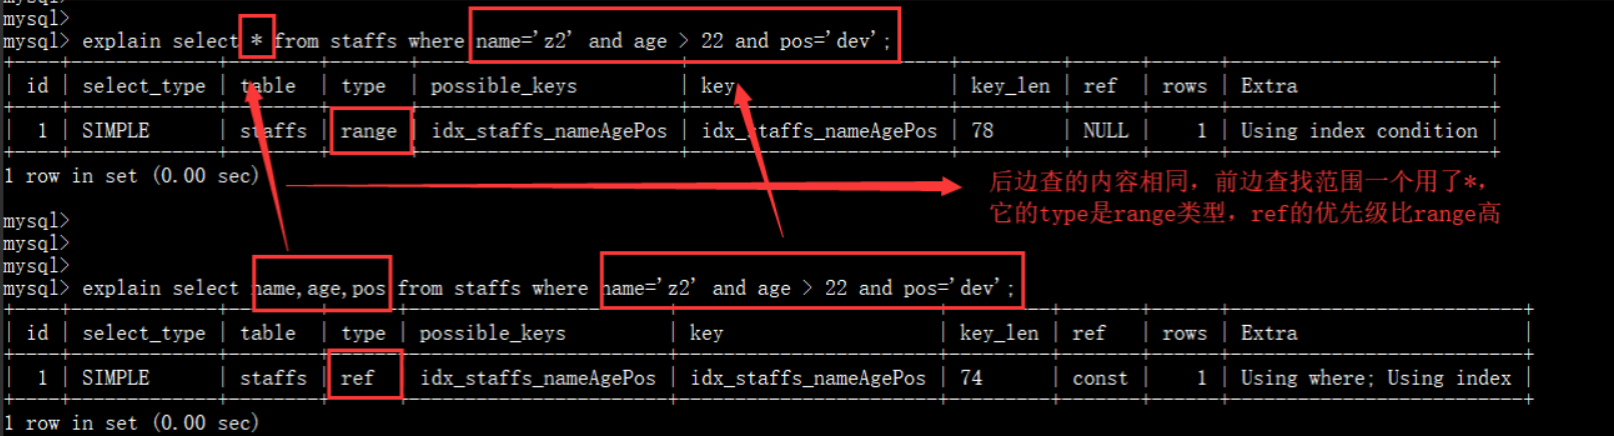 mysql>
mysql>
mysql> explain select * from staffs where name='z2' and age > 22 and pos='dev';
| id | select_type | table | type | possible_keys | key | key_len | ref | rows | Extra |
| 1 | SIMPLE | staffs | range | idx_staffs_nameAgePos | idx_staffs_nameAgePos | 78 | NULL | 1 | Using index condition |
1 row in set (0.00 sec)
后边查的内容相同，前边查找范围一个用了*，
它的type是range类型，ref的优先级比range高
mysql>
mysql>
mysql>
mysql> explain select name,age,pos from staffs where name='z2' and age > 22 and pos='dev';
| id | select_type | table | type | possible_keys | key | key_len | ref | rows | Extra |
| 1 | SIMPLE | staffs | ref | idx_staffs_nameAgePos | idx_staffs_nameAgePos | 74 | const | 1 | Using where; Using index |
1 row in set (0.00 sec)